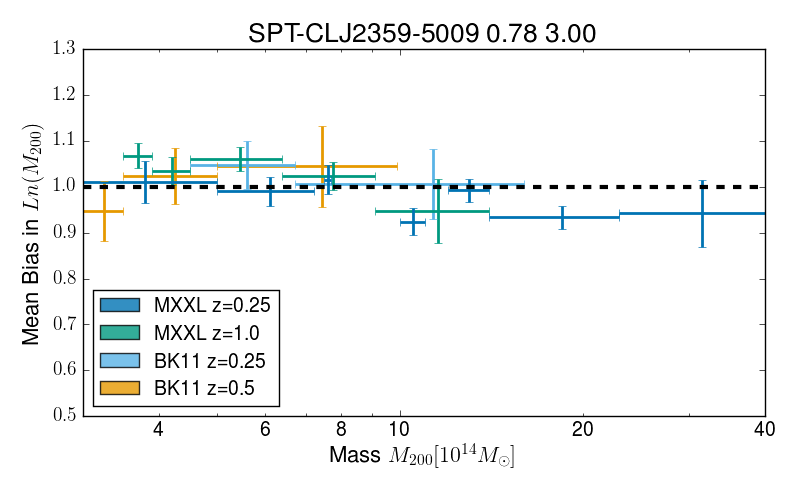 SPT-CLJ2359-5009 0.78 3.00
1.3
1.2
1.1
1.0
0.9
0.8
0.7
0.6
0.5
Mean Bias in Ln(M₂₀₀)
MXXL z=0.25
MXXL z=1.0
BK11 z=0.25
BK11 z=0.5
4 6 8 10 20 40
Mass M₂₀₀[10¹⁴M⊙]